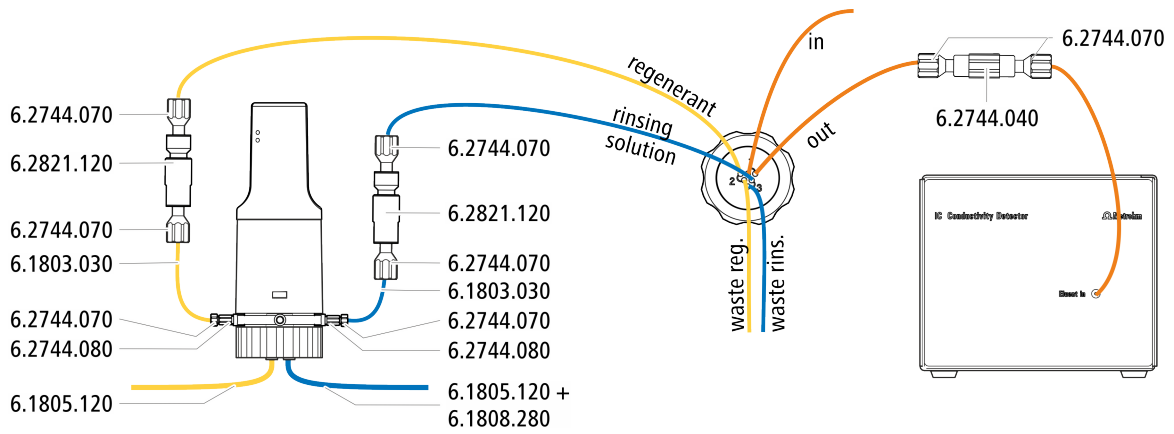 in
6.2744.070
regenerant
6.2744.070
rinsing
solution
out
6.2744.040
6.2821.120
6.2744.070
2
3
6.2821.120
IC Conductivity Detector
Metrohm
6.2744.070
waste reg.
waste rins.
6.2744.070
6.1803.030
6.1803.030
Eluent in
6.2744.070
6.2744.070
6.2744.080
6.2744.080
6.1805.120
6.1805.120 +
6.1808.280